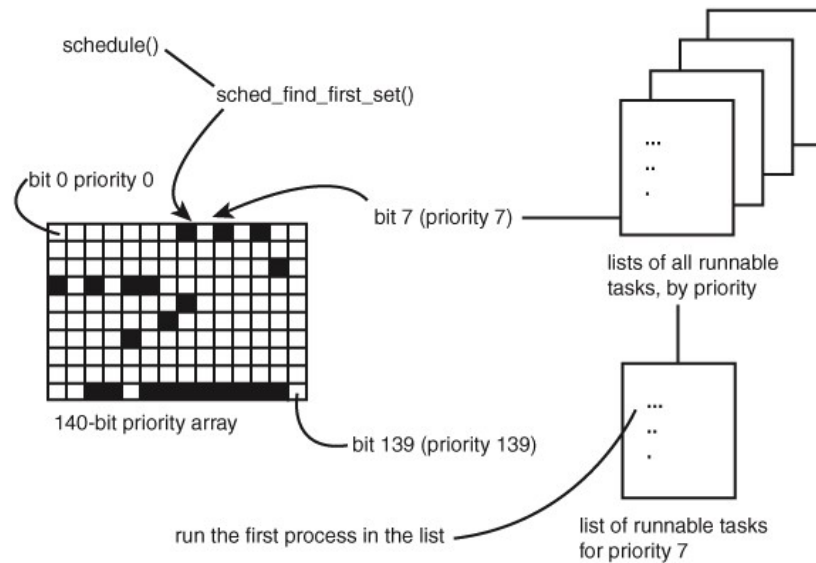 schedule()
sched_find_first_set()
bit 0 priority 0
bit 7 (priority 7)
...
..
.
lists of all runnable
tasks, by priority
140-bit priority array
bit 139 (priority 139)
...
..
.
run the first process in the list
list of runnable tasks
for priority 7